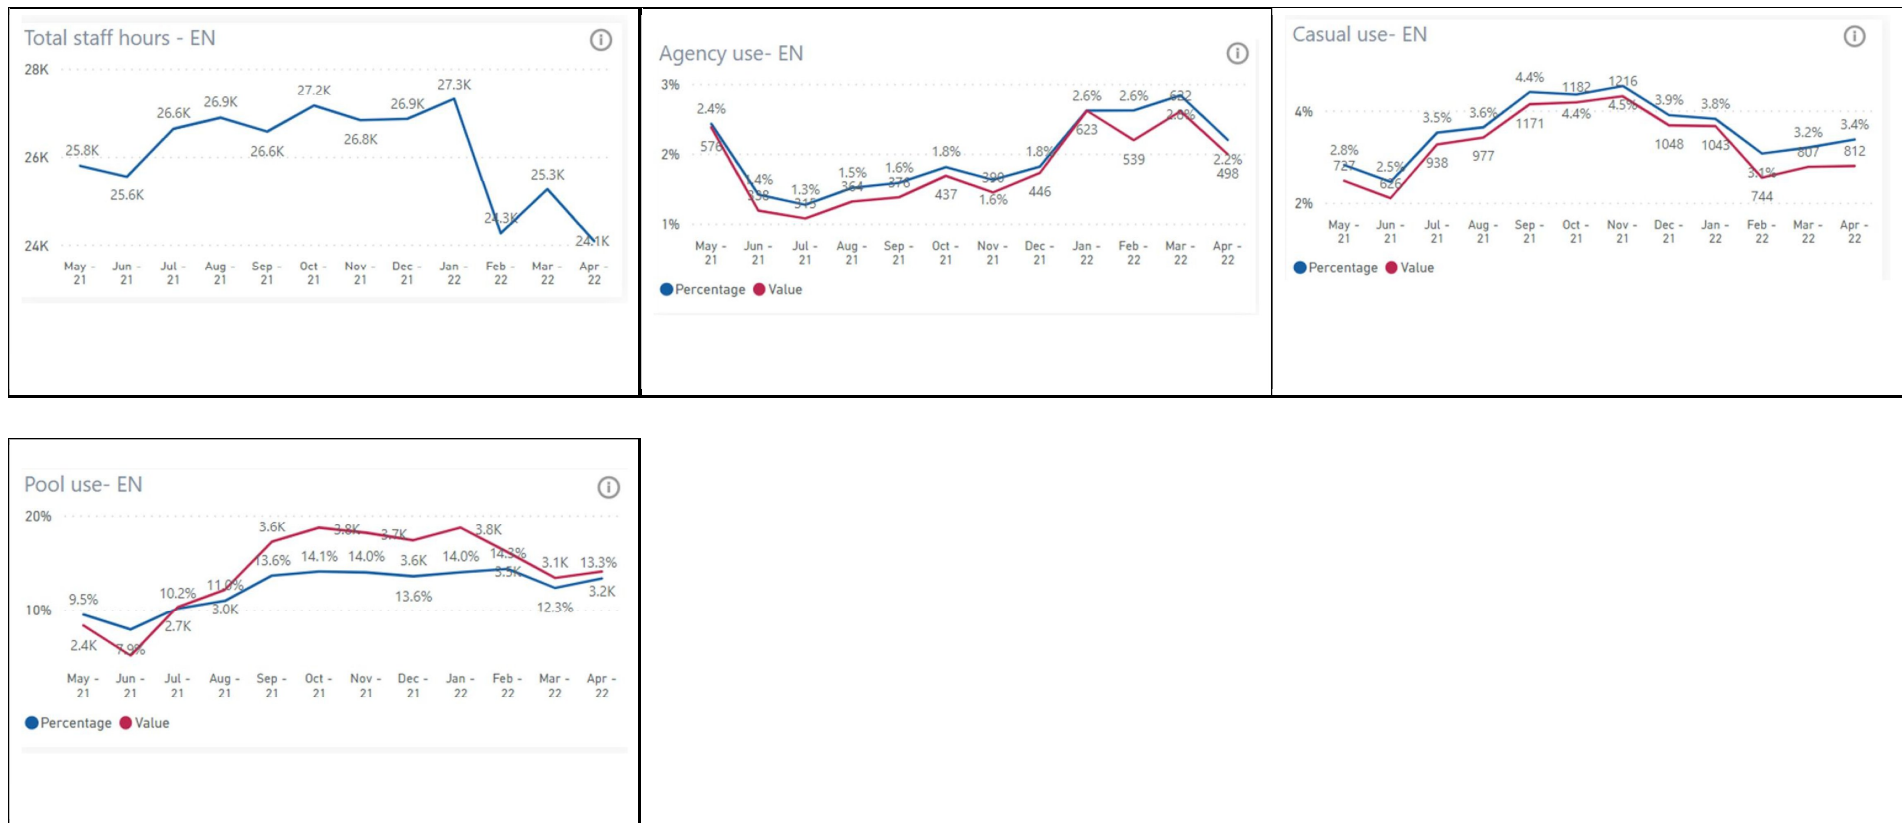 Total staff hours - EN
28K
26K
24K
25.8K
25.6K
26.6K
26.9K
26.6K
27.2K
26.8K
26.9K
27.3K
24.3K
25.3K
24.1K
May - Jun - Jul - Aug - Sep - Oct - Nov - Dec - Jan - Feb - Mar - Apr -
21 21 21 21 21 21 21 21 22 22 22 22
Agency use- EN
3%
2%
1%
2.4%
576
1.4%
338
1.3%
315
1.5%
364
1.6%
376
1.8%
437
390
1.6%
1.8%
446
2.6%
623
2.6%
539
632
2.2%
498
May - Jun - Jul - Aug - Sep - Oct - Nov - Dec - Jan - Feb - Mar - Apr -
21 21 21 21 21 21 21 21 22 22 22 22
Percentage Value
Casual use- EN
4%
2%
2.8%
727
2.5%
626
3.5%
938
3.6%
977
4.4%
1171
1182
4.4%
1216
4.5%
3.9%
1048
3.8%
1043
3.1%
744
3.2%
807
3.4%
812
May - Jun - Jul - Aug - Sep - Oct - Nov - Dec - Jan - Feb - Mar - Apr -
21 21 21 21 21 21 21 21 22 22 22 22
Percentage Value
Pool use- EN
20%
10%
9.5%
2.4K
7.9%
10.2%
2.7K
11.0%
3.0K
3.6K
13.6%
3.8K
14.1%
3.7K
14.0%
3.6K
13.6%
3.8K
14.0%
14.3%
3.5K
3.1K
12.3%
13.3%
3.2K
May - Jun - Jul - Aug - Sep - Oct - Nov - Dec - Jan - Feb - Mar - Apr -
21 21 21 21 21 21 21 21 22 22 22 22
Percentage Value